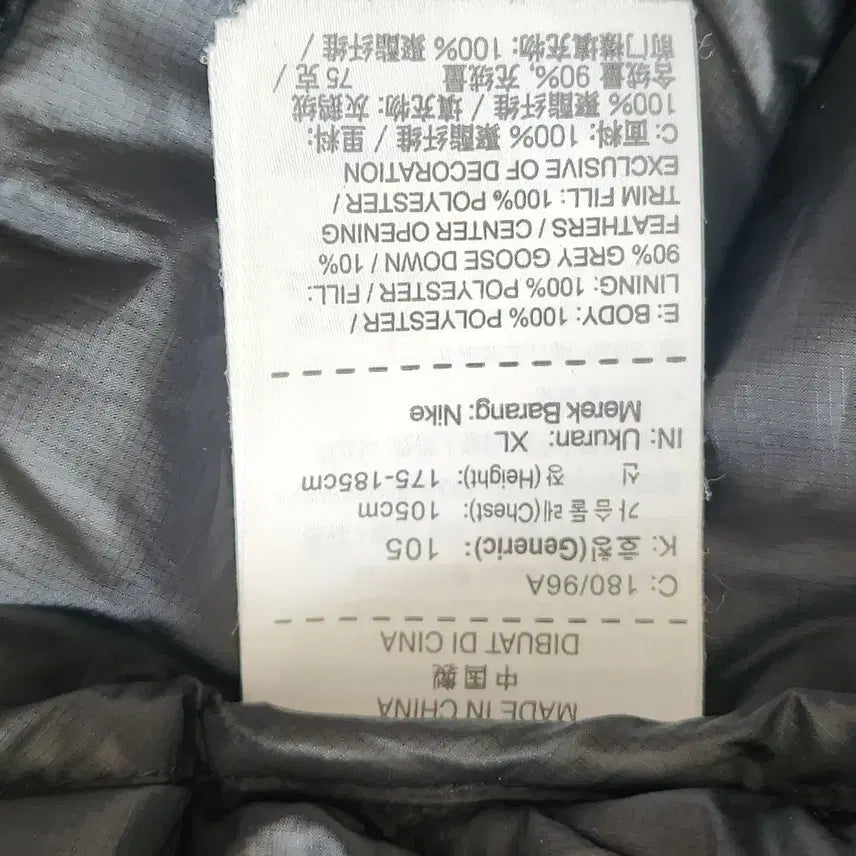 MADE IN CHINA
中国製
DIBUAT DI CINA
C: 180/96A
K: 호칭(Generic): 105
가슴둘레(Chest): 105cm
신 장(Height): 175-185cm
IN: Ukuran: XL
Merek Barang: Nike
E: BODY: 100% POLYESTER /
LINING: 100% POLYESTER / FILL:
90% GREY GOOSE DOWN / 10%
FEATHERS / CENTER OPENING
TRIM FILL: 100% POLYESTER /
EXCLUSIVE OF DECORATION
C: 面料: 100% 聚酯纤维 / 里料:
100% 聚酯纤维 / 填充物: 灰鹅绒
含绒量 90%, 充绒量 75 克 /
前门襟填充物: 100% 聚酯纤维 /